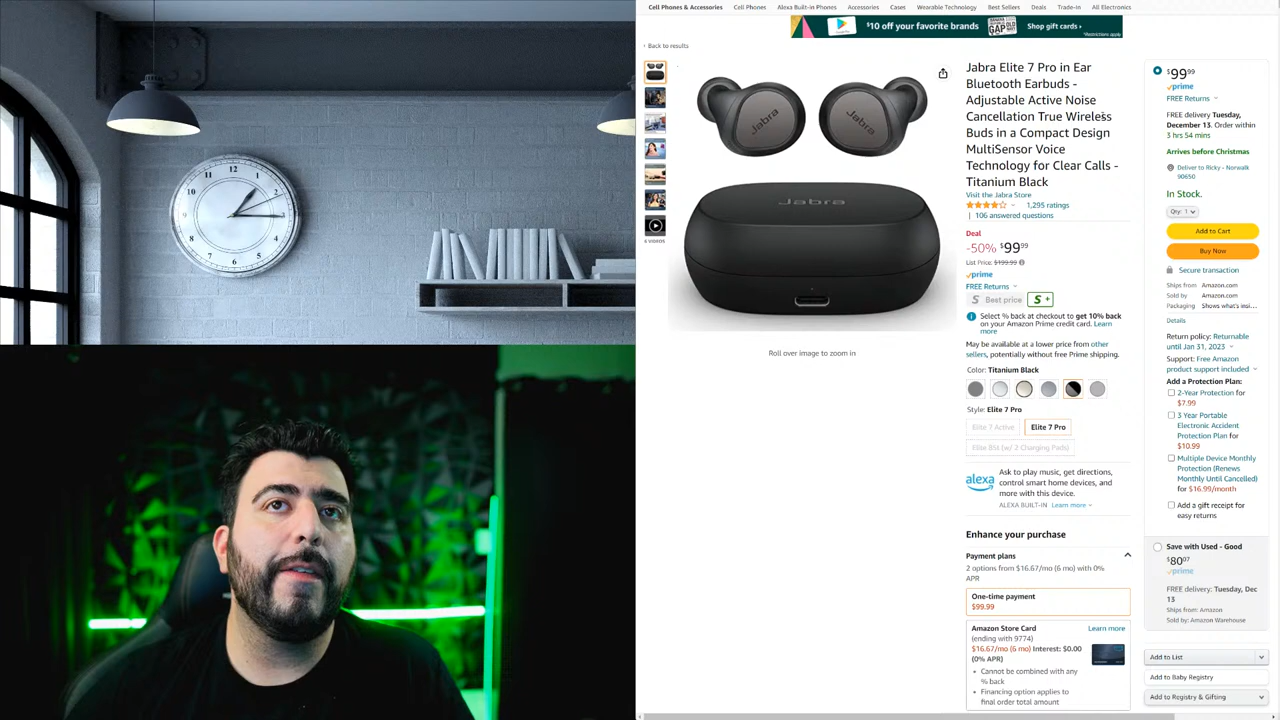 Cell Phones & Accessories Cell Phones Alexa Built-in Phones Accessories Cases Wearable Technology Best Sellers Deals Trade-In All Electronics
$10 off your favorite brands
GAP
Shop gift cards ›
*Restrictions apply
‹ Back to results
6 VIDEOS
Jabra
Jabra
Jabra
Roll over image to zoom in
Jabra Elite 7 Pro in Ear
Bluetooth Earbuds -
Adjustable Active Noise
Cancellation True Wireless
Buds in a Compact Design
MultiSensor Voice
Technology for Clear Calls -
Titanium Black
Visit the Jabra Store
1,295 ratings
| 106 answered questions
Deal
-50% $99 99
List Price: $199.99
prime
FREE Returns
S Best price S +
Select % back at checkout to get 10% back
on your Amazon Prime credit card. Learn
more
May be available at a lower price from other
sellers, potentially without free Prime shipping.
Color: Titanium Black
Style: Elite 7 Pro
Elite 7 Active Elite 7 Pro
Elite 85t (w/ 2 Charging Pads)
alexa
Ask to play music, get directions,
control smart home devices, and
more with this device.
ALEXA BUILT-IN Learn more
Enhance your purchase
Payment plans
2 options from $16.67/mo (6 mo) with 0%
APR
One-time payment
$99.99
Amazon Store Card Learn more
(ending with 9774)
$16.67/mo (6 mo) Interest: $0.00
(0% APR)
• Cannot be combined with any
% back
• Financing option applies to
final order total amount
$99 99
prime
FREE Returns
FREE delivery Tuesday,
December 13. Order within
3 hrs 54 mins
Arrives before Christmas
Deliver to Ricky - Norwalk
90650
In Stock.
Qty: 1
Add to Cart
Buy Now
Secure transaction
Ships from Amazon.com
Sold by Amazon.com
Packaging Shows what's insi...
Details
Return policy: Returnable
until Jan 31, 2023
Support: Free Amazon
product support included
Add a Protection Plan:
2-Year Protection for
$7.99
3 Year Portable
Electronic Accident
Protection Plan for
$10.99
Multiple Device Monthly
Protection (Renews
Monthly Until Cancelled)
for $16.99/month
Add a gift receipt for
easy returns
Save with Used - Good
$80 07
prime
FREE delivery: Tuesday, Dec
13
Ships from: Amazon
Sold by: Amazon Warehouse
Add to List
Add to Baby Registry
Add to Registry & Gifting